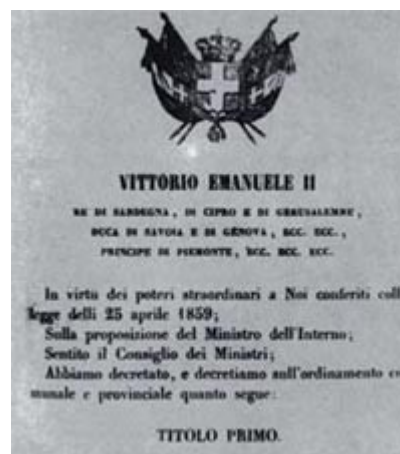 VITTORIO EMANUELE II
RE DI SARDEGNA, DI CIPRO E DI GERUSALEMME,
DUCA DI SAVOIA E DI GENOVA, ECC. ECC.,
PRINCIPE DI PIEMONTE, ECC. ECC. ECC.
In virtù dei poteri straordinari a Noi conferiti coll
legge delli 25 aprile 1859;
Sulla proposizione del Ministro dell'Interno;
Sentito il Consiglio dei Ministri;
Abbiamo decretato, e decretiamo sull'ordinamento co
munale e provinciale quanto segue:
TITOLO PRIMO.